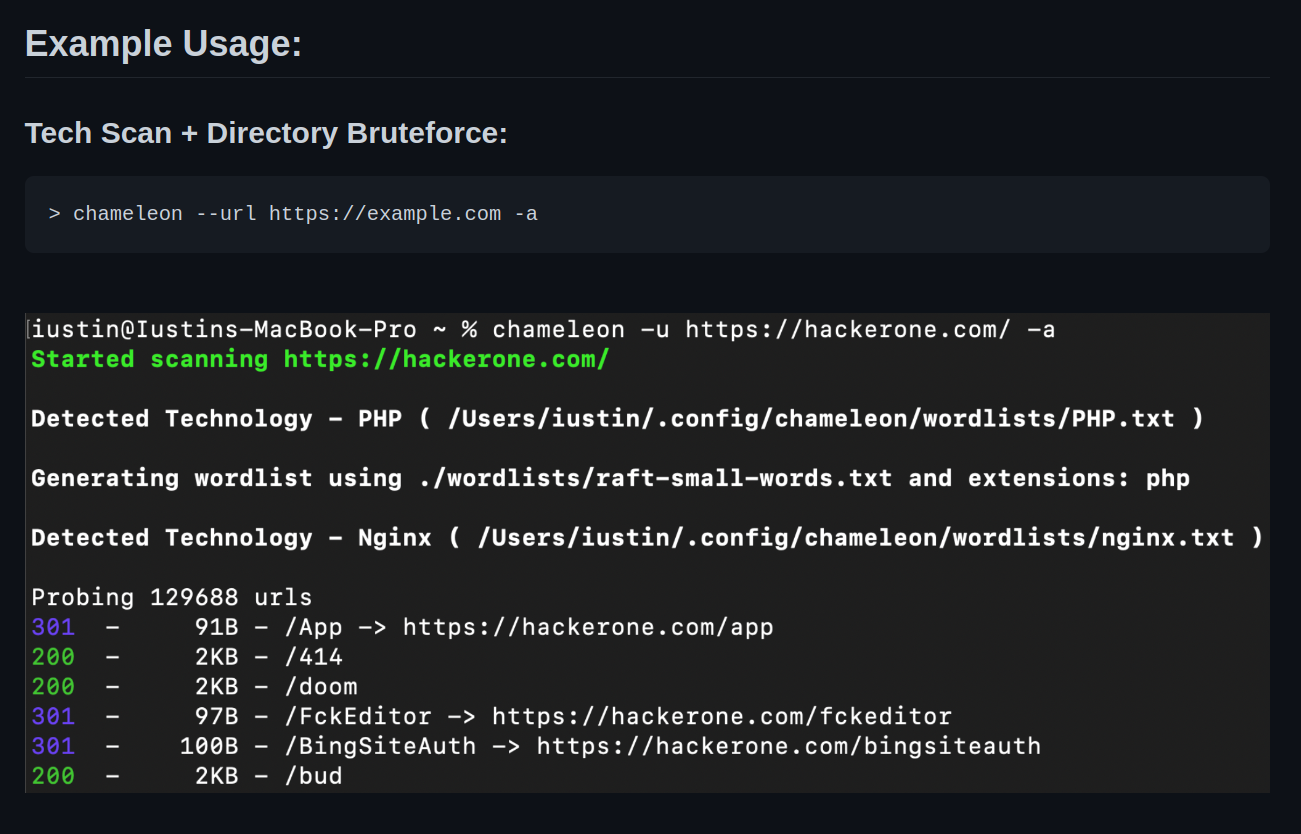 Example Usage:
Tech Scan + Directory Bruteforce:
> chameleon --url https://example.com -a
[iustin@Iustins-MacBook-Pro ~ % chameleon -u https://hackerone.com/ -a
Started scanning https://hackerone.com/
Detected Technology - PHP ( /Users/iustin/.config/chameleon/wordlists/PHP.txt )
Generating wordlist using ./wordlists/raft-small-words.txt and extensions: php
Detected Technology - Nginx ( /Users/iustin/.config/chameleon/wordlists/nginx.txt )
Probing 129688 urls
301  -     91B - /App -> https://hackerone.com/app
200  -     2KB - /414
200  -     2KB - /doom
301  -     97B - /FckEditor -> https://hackerone.com/fckeditor
301  -    100B - /BingSiteAuth -> https://hackerone.com/bingsiteauth
200  -     2KB - /bud